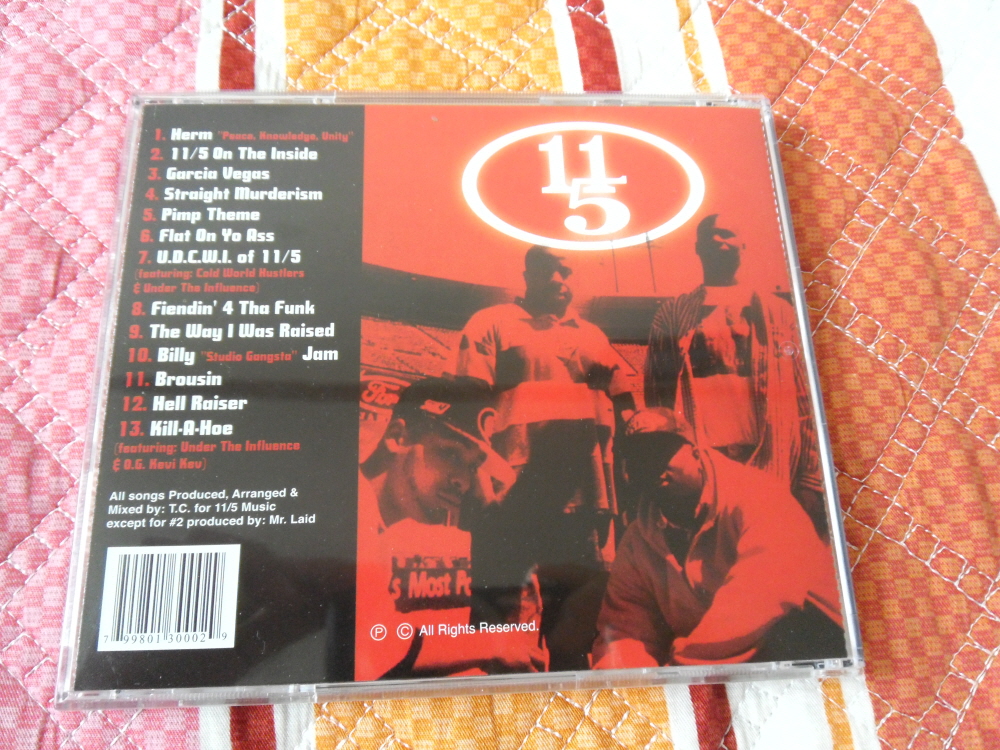 1. Herm "Peace, Knowledge, Unity"
2. 11/5 On The Inside
3. Garcia Vegas
4. Straight Murderism
5. Pimp Theme
6. Flat On Yo Ass
7. U.D.C.W.I. of 11/5
(featuring: Cold World Hustlers
& Under The Influence)
8. Fiendin' 4 Tha Funk
9. The Way I Was Raised
10. Billy "Studio Gangsta" Jam
11. Brousin
12. Hell Raiser
13. Kill-A-Hoe
(featuring: Under The Influence
& O.G. Kevi Kev)
All songs Produced, Arranged &
Mixed by: T.C. for 11/5 Music
except for #2 produced by: Mr. Laid
7 99801 30002 9
11
5
Ford
s Most
Ⓟ © All Rights Reserved.